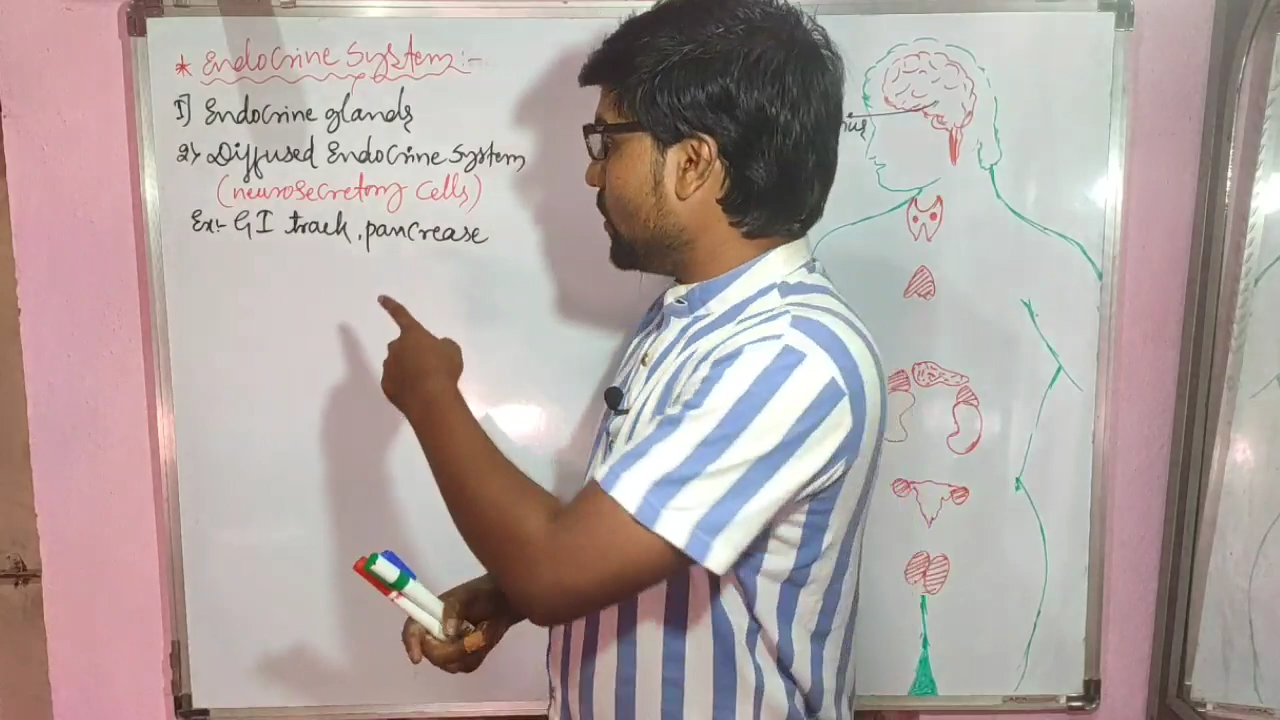 * Endocrine System:-
1] Endocrine glands
2> Diffused Endocrine System
(neurosecretory cells)
Ex:- GI track, pancrease